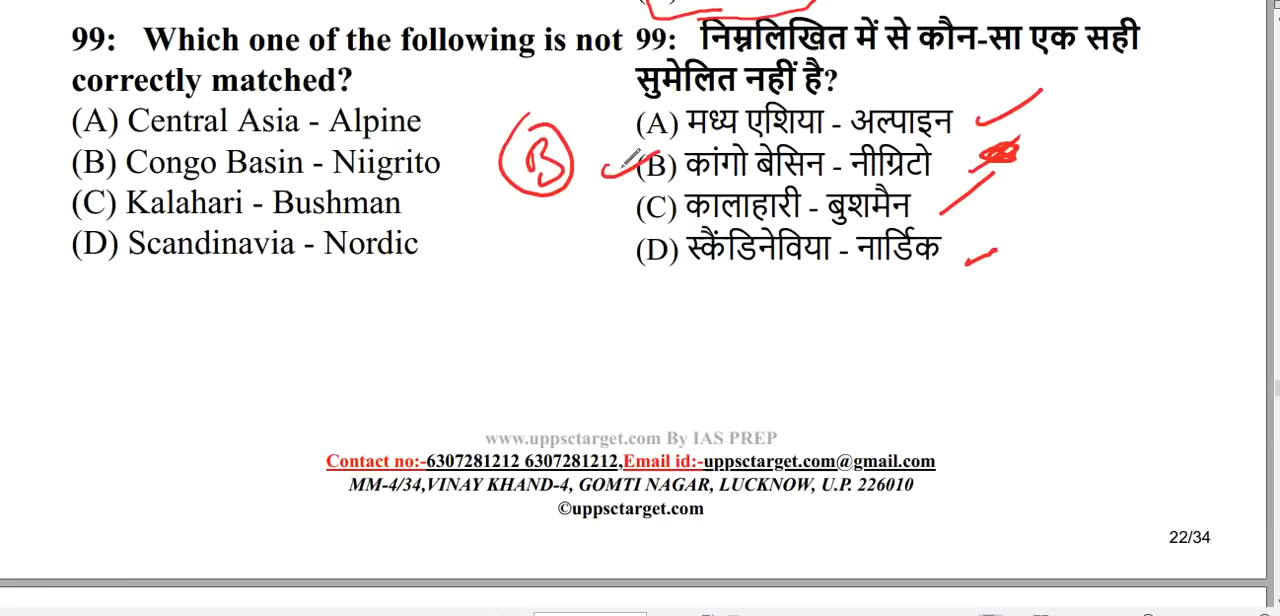 99: Which one of the following is not
correctly matched?
(A) Central Asia - Alpine
(B) Congo Basin - Niigrito
(C) Kalahari - Bushman
(D) Scandinavia - Nordic
B
99: निम्नलिखित में से कौन-सा एक सही
सुमेलित नहीं है?
(A) मध्य एशिया - अल्पाइन
(B) कांगो बेसिन - नीग्रिटो
(C) कालाहारी - बुशमैन
(D) स्कैंडिनेविया - नार्डिक
www.uppsctarget.com By IAS PREP
Contact no:-6307281212 6307281212,Email id:-uppsctarget.com@gmail.com
MM-4/34,VINAY KHAND-4, GOMTI NAGAR, LUCKNOW, U.P. 226010
©uppsctarget.com
22/34